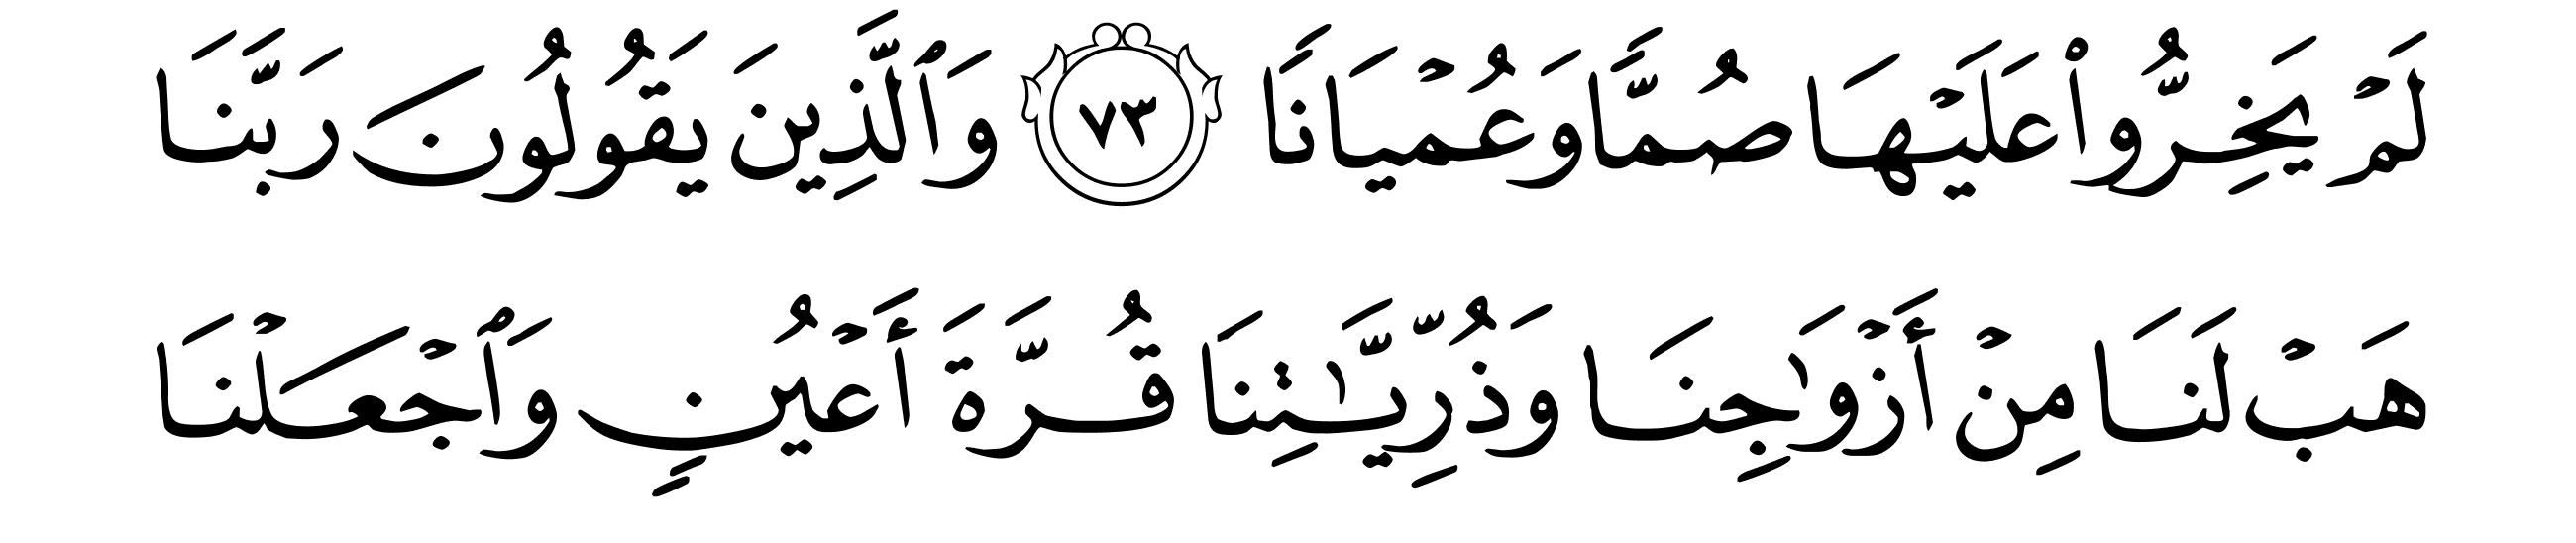 لَمْ يَخِرُّوا۟ عَلَيْهَا صُمًّا وَعُمْيَانًا ٧٣ وَٱلَّذِينَ يَقُولُونَ رَبَّنَا
هَبْ لَنَا مِنْ أَزْوَٰجِنَا وَذُرِّيَّـٰتِنَا قُرَّةَ أَعْيُنٍ وَٱجْعَلْنَا